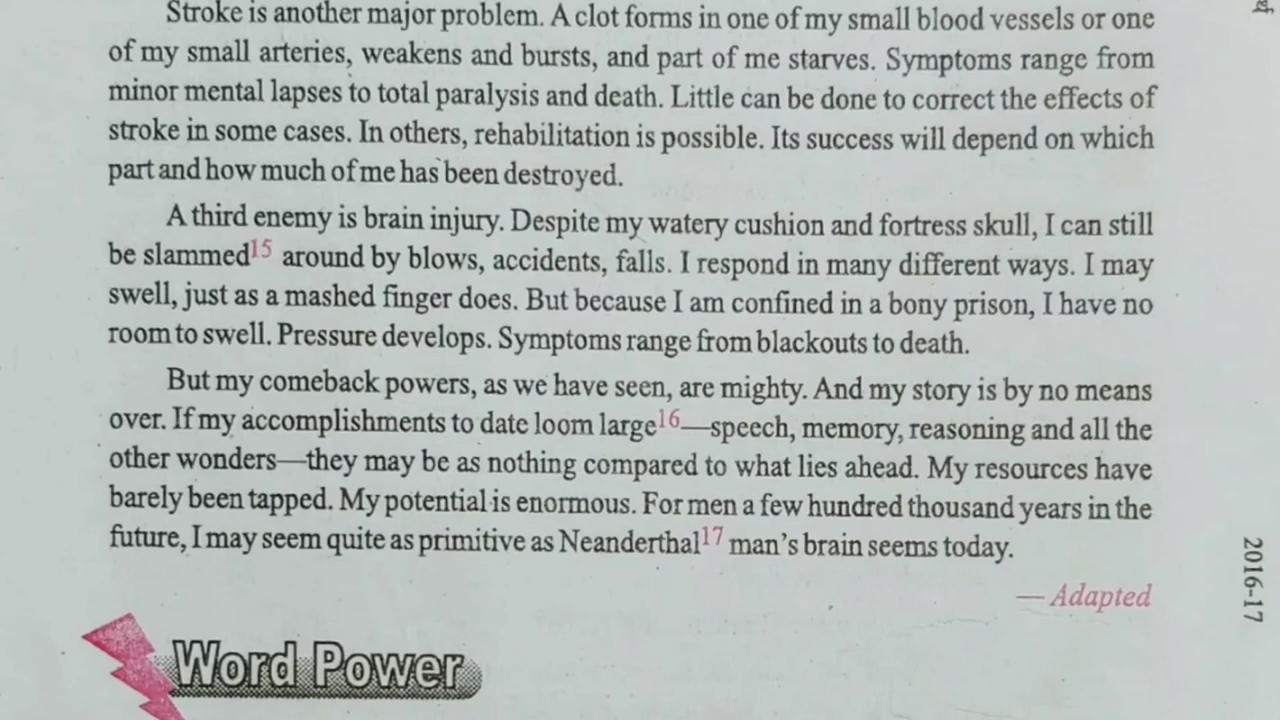 Stroke is another major problem. A clot forms in one of my small blood vessels or one
of my small arteries, weakens and bursts, and part of me starves. Symptoms range from
minor mental lapses to total paralysis and death. Little can be done to correct the effects of
stroke in some cases. In others, rehabilitation is possible. Its success will depend on which
part and how much of me has been destroyed.
A third enemy is brain injury. Despite my watery cushion and fortress skull, I can still
be slammed15 around by blows, accidents, falls. I respond in many different ways. I may
swell, just as a mashed finger does. But because I am confined in a bony prison, I have no
room to swell. Pressure develops. Symptoms range from blackouts to death.
But my comeback powers, as we have seen, are mighty. And my story is by no means
over. If my accomplishments to date loom large16—speech, memory, reasoning and all the
other wonders—they may be as nothing compared to what lies ahead. My resources have
barely been tapped. My potential is enormous. For men a few hundred thousand years in the
future, I may seem quite as primitive as Neanderthal17 man's brain seems today.
— Adapted
2016-17
Word Power